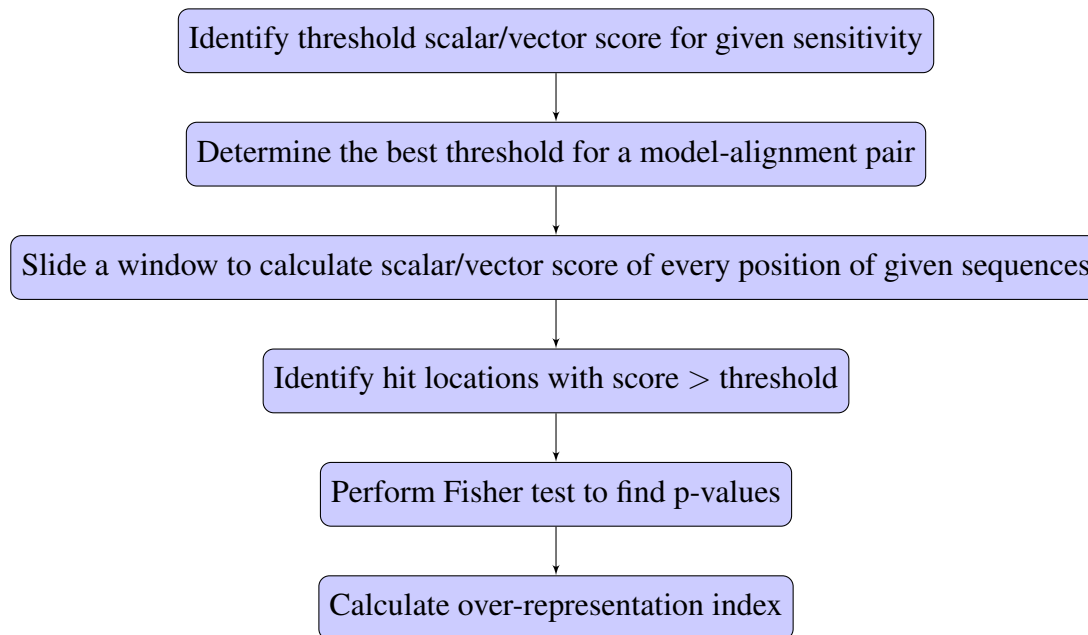 Identify threshold scalar/vector score for given sensitivity
Determine the best threshold for a model-alignment pair
Slide a window to calculate scalar/vector score of every position of given sequences
Identify hit locations with score > threshold
Perform Fisher test to find p-values
Calculate over-representation index